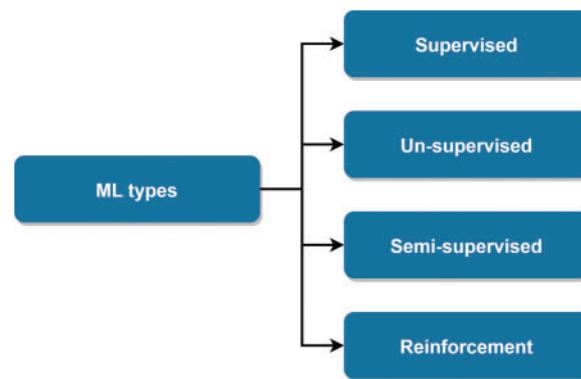 Supervised
Un-supervised
ML types
Semi-supervised
Reinforcement